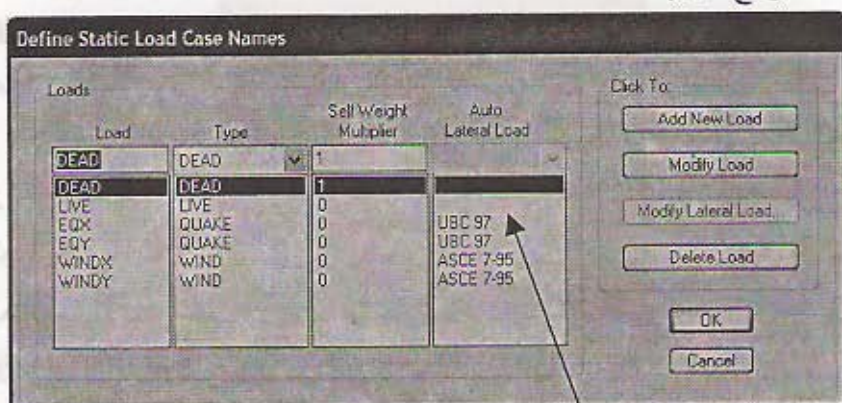 Define Static Load Case Names
Loads
Click To:
Load Type Self Weight Multiplier Auto Lateral Load
DEAD DEAD 1
DEAD DEAD 1
LIVE LIVE 0
EQX QUAKE 0 UBC 97
EQY QUAKE 0 UBC 97
WINDX WIND 0 ASCE 7-95
WINDY WIND 0 ASCE 7-95
Add New Load
Modify Load
Modify Lateral Load...
Delete Load
OK
Cancel